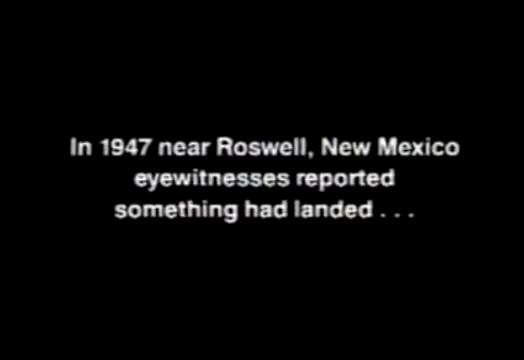 In 1947 near Roswell, New Mexico
eyewitnesses reported
something had landed . . .